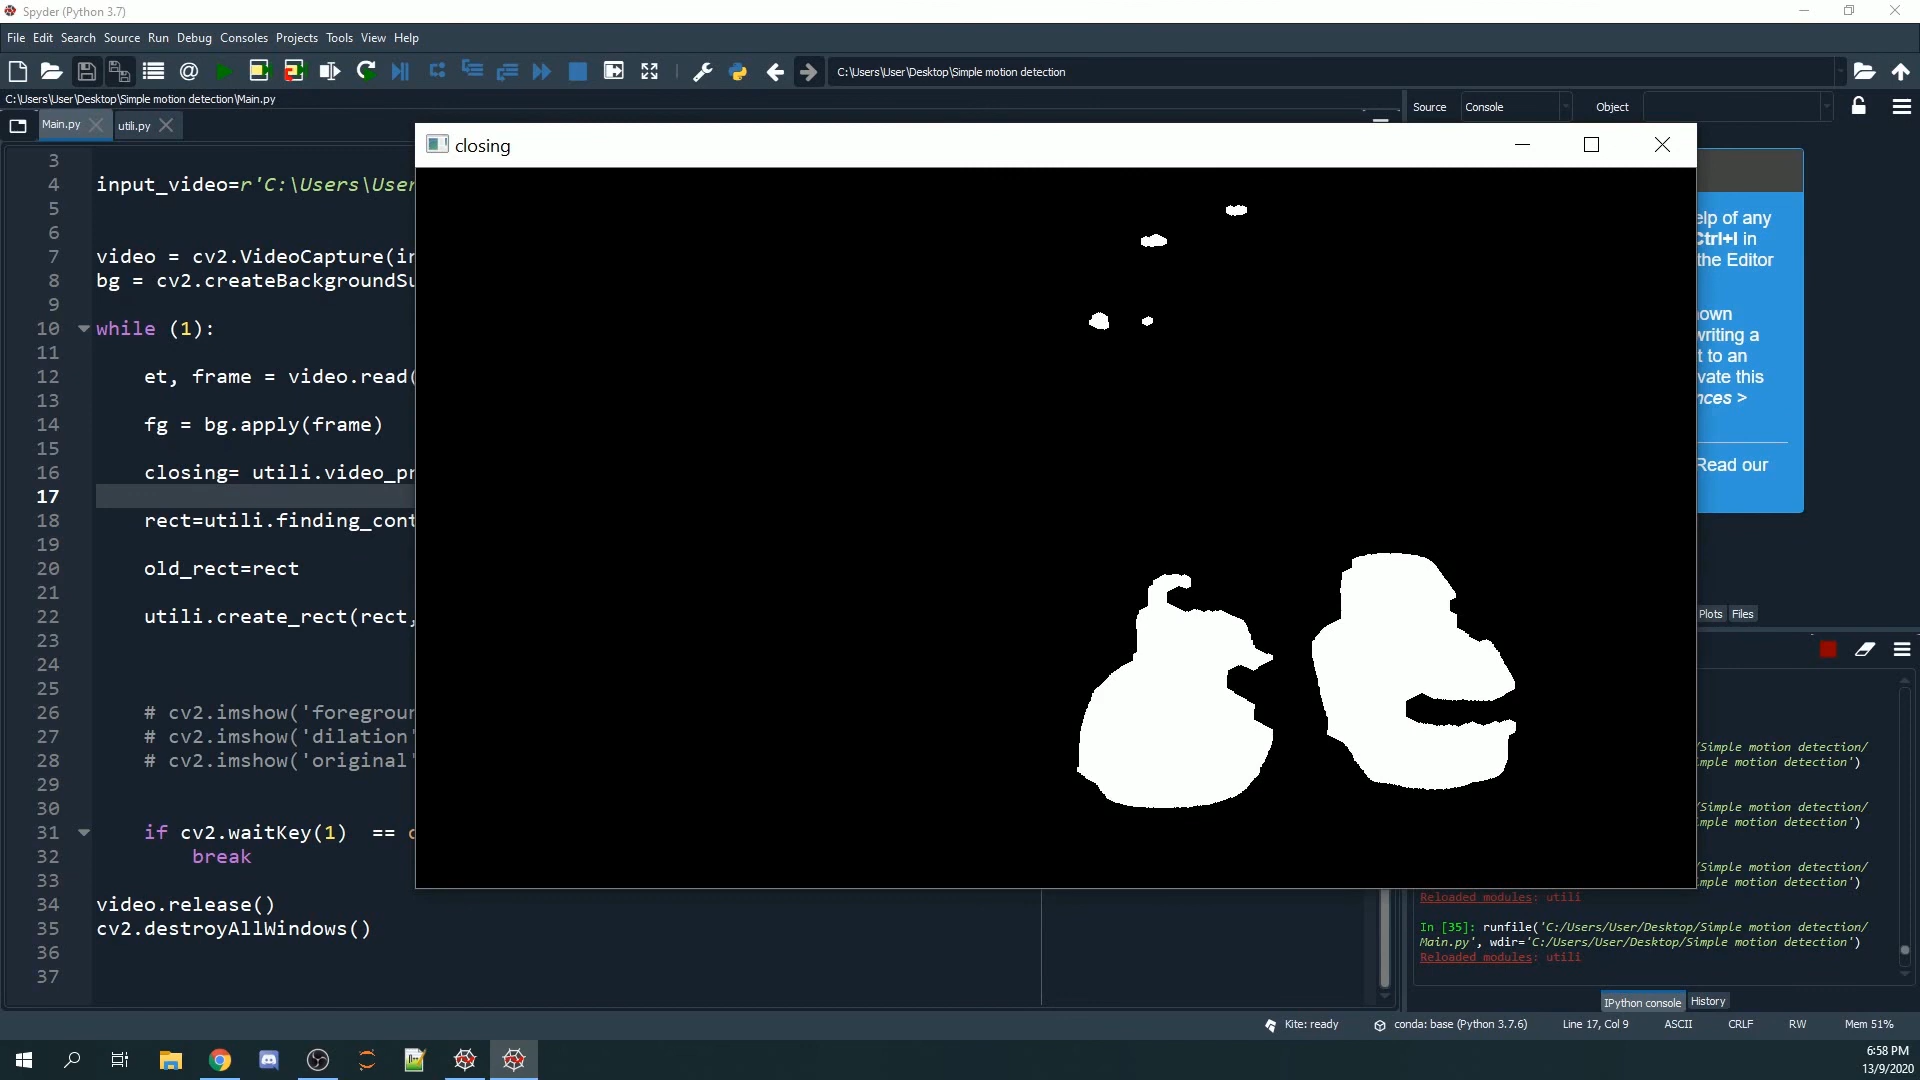 Spyder (Python 3.7)
File Edit Search Source Run Debug Consoles Projects Tools View Help
C:\Users\User\Desktop\Simple motion detection
C:\Users\User\Desktop\Simple motion detection\Main.py
Source Console Object
Main.py utili.py
closing
3
4 input_video=r'C:\Users\User
5
6
7 video = cv2.VideoCapture(in
8 bg = cv2.createBackgroundSu
9
10 while (1):
11
12 et, frame = video.read(
13
14 fg = bg.apply(frame)
15
16 closing= utili.video_pr
17
18 rect=utili.finding_cont
19
20 old_rect=rect
21
22 utili.create_rect(rect,
23
24
25
26 # cv2.imshow('foregroun
27 # cv2.imshow('dilation'
28 # cv2.imshow('original'
29
30
31 if cv2.waitKey(1) ==
32 break
33
34 video.release()
35 cv2.destroyAllWindows()
36
37
elp of any
Ctrl+I in
the Editor
own
writing a
t to an
vate this
nces >
Read our
Plots Files
/Simple motion detection/
mple motion detection')
/Simple motion detection/
mple motion detection')
/Simple motion detection/
mple motion detection')
Reloaded modules: utili
In [35]: runfile('C:/Users/User/Desktop/Simple motion detection/
Main.py', wdir='C:/Users/User/Desktop/Simple motion detection')
Reloaded modules: utili
IPython console History
Kite: ready conda: base (Python 3.7.6) Line 17, Col 9 ASCII CRLF RW Mem 51%
6:58 PM
13/9/2020